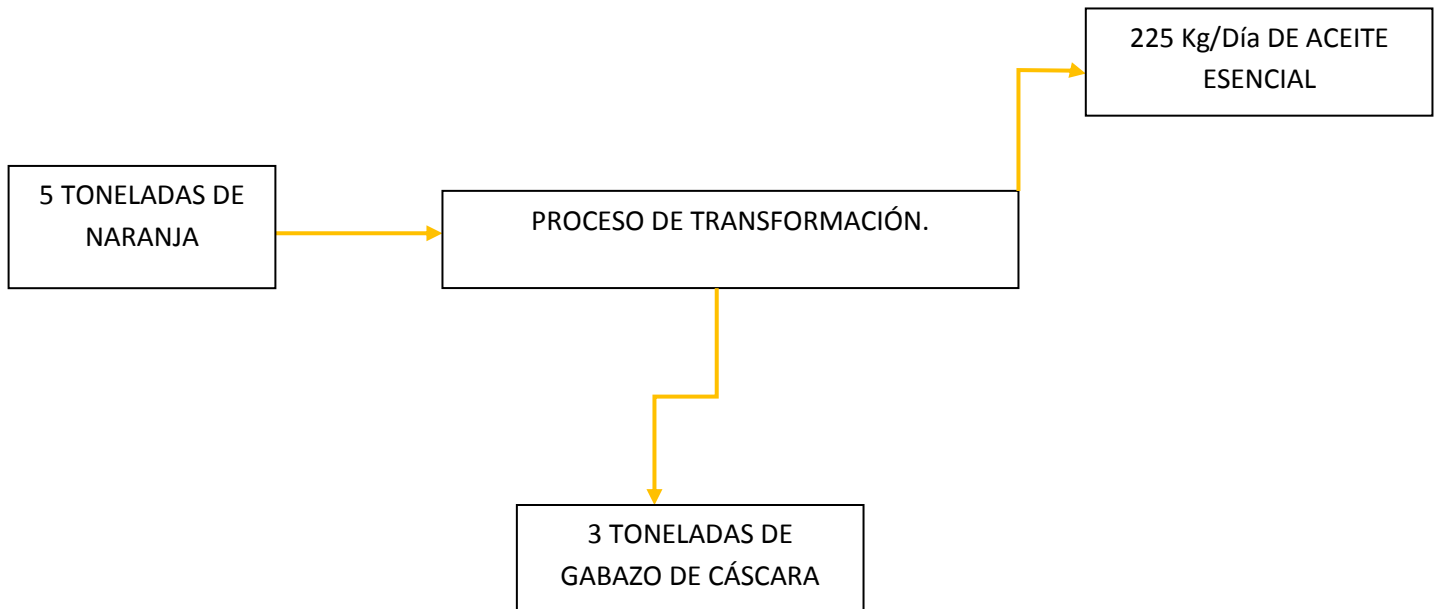 225 Kg/Día DE ACEITE
ESENCIAL
5 TONELADAS DE
NARANJA
PROCESO DE TRANSFORMACIÓN.
3 TONELADAS DE
GABAZO DE CÁSCARA